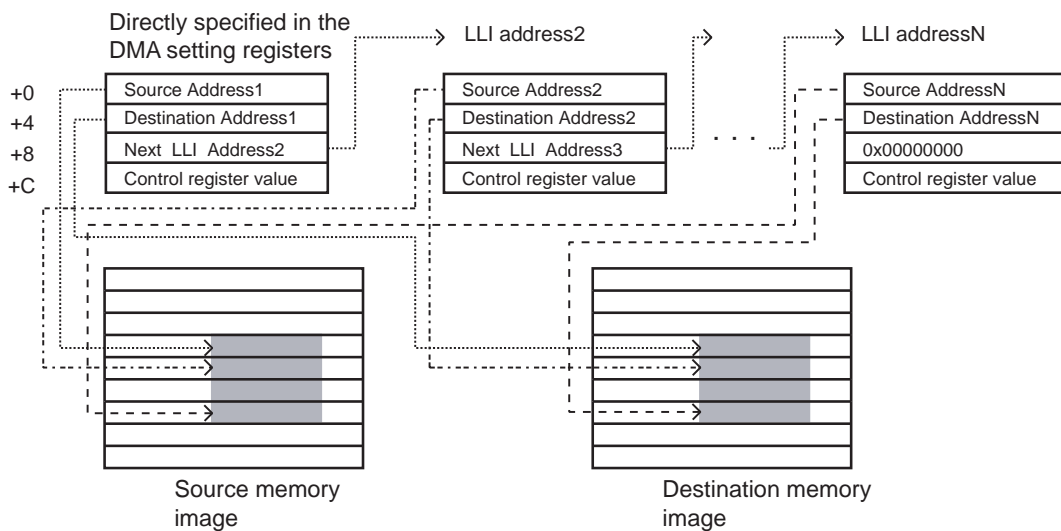 Directly specified in the
DMA setting registers
LLI address2
LLI addressN
+0
Source Address1
Source Address2
Source AddressN
+4
Destination Address1
Destination Address2
Destination AddressN
+8
Next LLI Address2
Next LLI Address3
. . .
0x00000000
+C
Control register value
Control register value
Control register value
Source memory
image
Destination memory
image